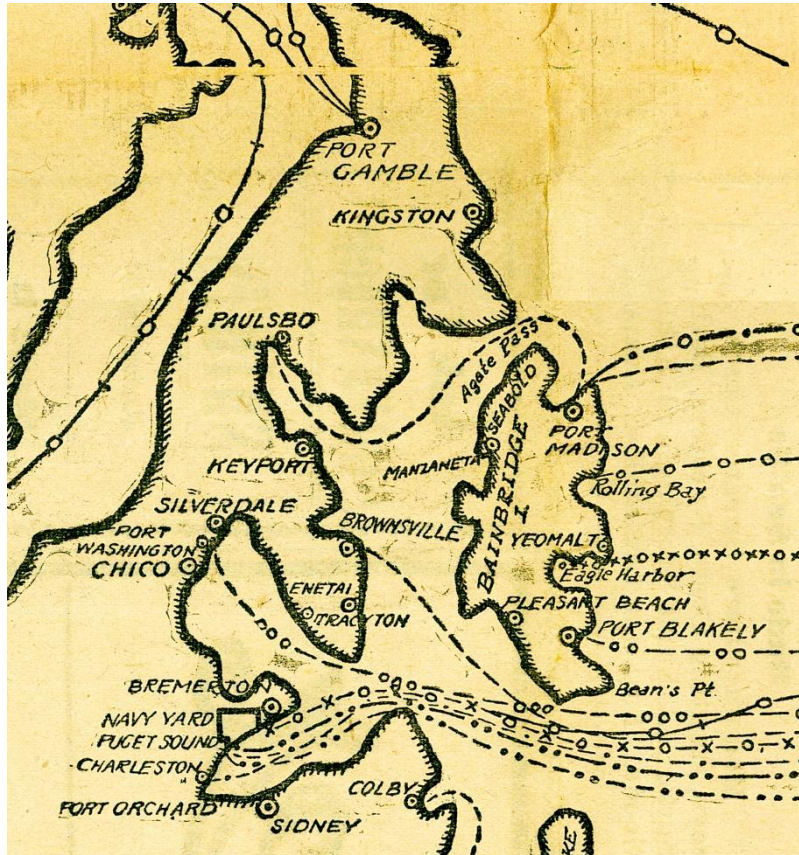 PORT
GAMBLE
KINGSTON
PAULSBO
Agate Pass
SEABOLD
PORT
MADISON
MANZANETA
KEYPORT
BAINBRIDGE
I.
Rolling Bay
SILVERDALE
PORT
WASHINGTON
BROWNSVILLE
YEOMALT
CHICO
Eagle Harbor
ENETAI
TRACYTON
PLEASANT BEACH
PORT BLAKELY
BREMERTON
Bean's Pt.
NAVY YARD
PUGET SOUND
CHARLESTON
COLBY
PORT ORCHARD
SIDNEY
KE